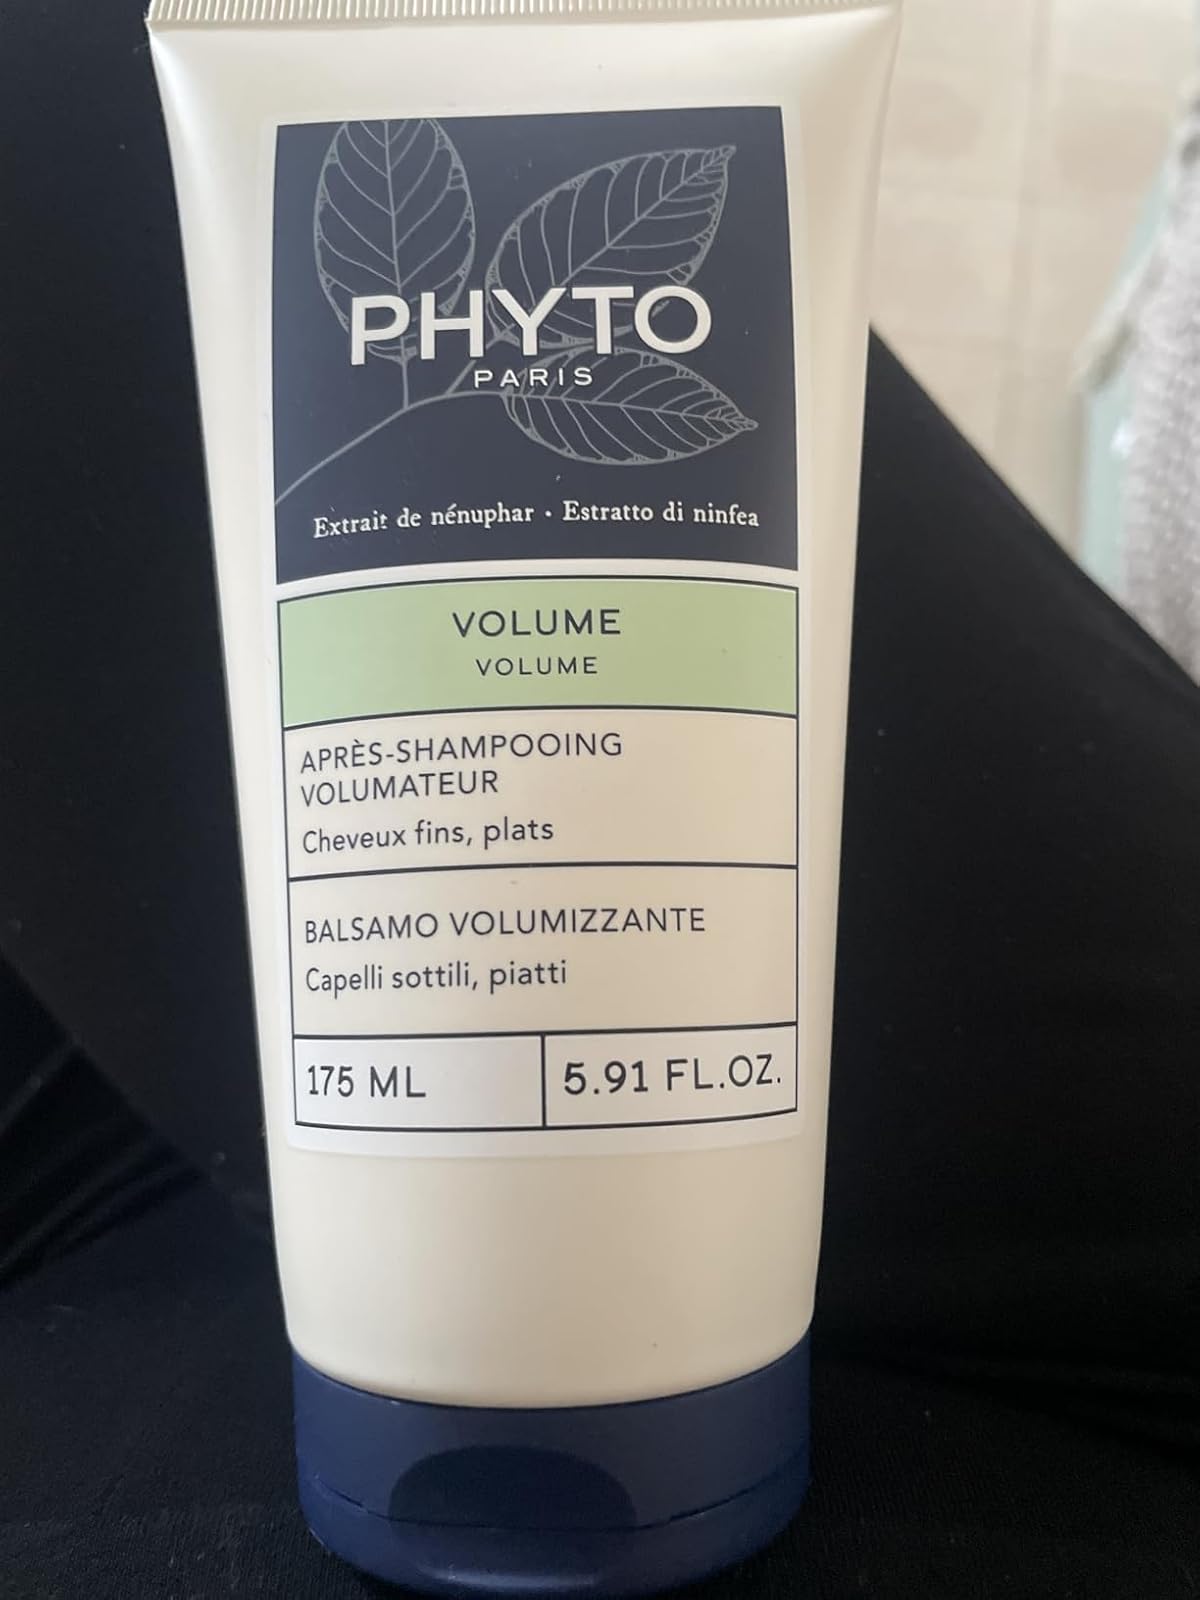 PHYTO
PARIS
Extrait de nénuphar · Estratto di ninfea
VOLUME
VOLUME
APRÈS-SHAMPOOING
VOLUMATEUR
Cheveux fins, plats
BALSAMO VOLUMIZZANTE
Capelli sottili, piatti
175 ML
5.91 FL.OZ.